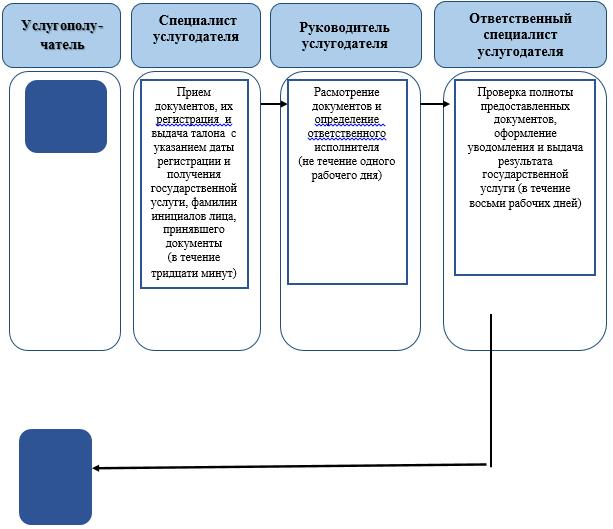 Услугополу-
чатель
Специалист
услугодателя
Руководитель
услугодателя
Ответственный
специалист
услугодателя
Прием
документов, их
регистрация и
выдача талона с
указанием даты
регистрации и
получения
государственной
услуги, фамилии
инициалов лица,
принявшего
документы
(в течение
тридцати минут)
Расмотрение
документов и
определение
ответственного
исполнителя
(не течение одного
рабочего дня)
Проверка полноты
предоставленных
документов,
оформление
уведомления и выдача
результата
государственной
услуги (в течение
восьми рабочих дней)